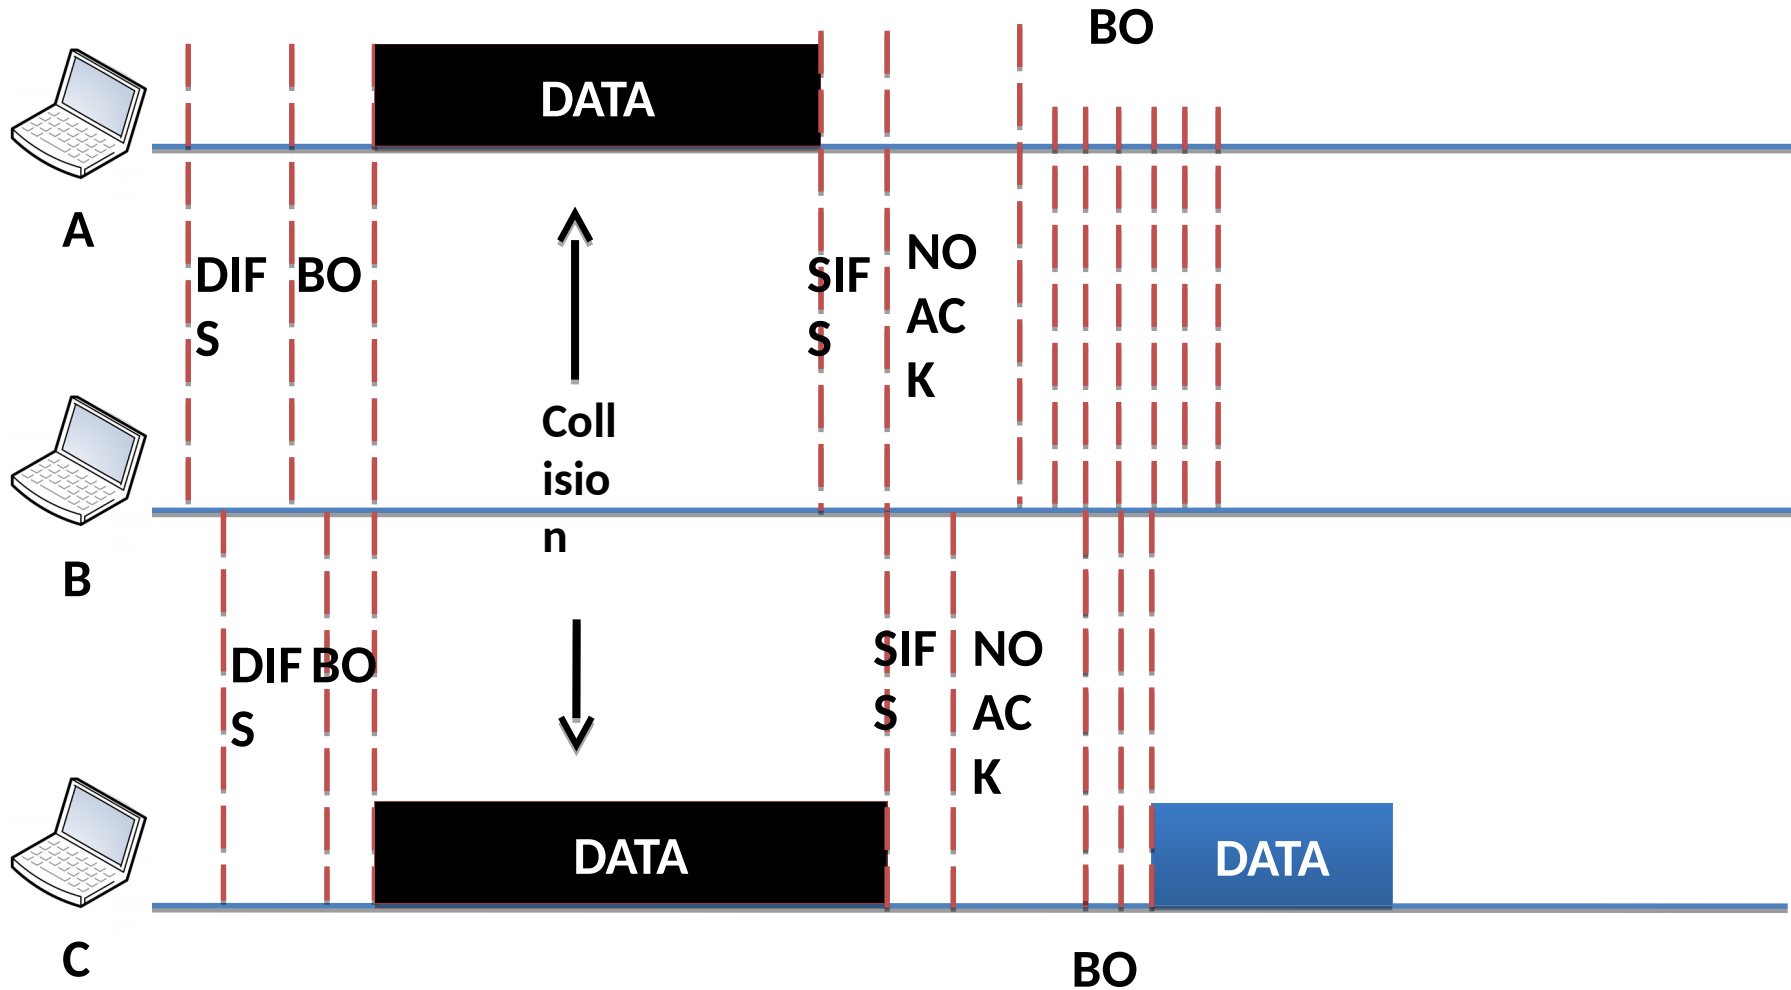 BO
DATA
A
DIF
S
BO
SIF
S
NO
AC
K
Coll
isio
n
B
DIF
S
BO
SIF
S
NO
AC
K
DATA
DATA
C
BO